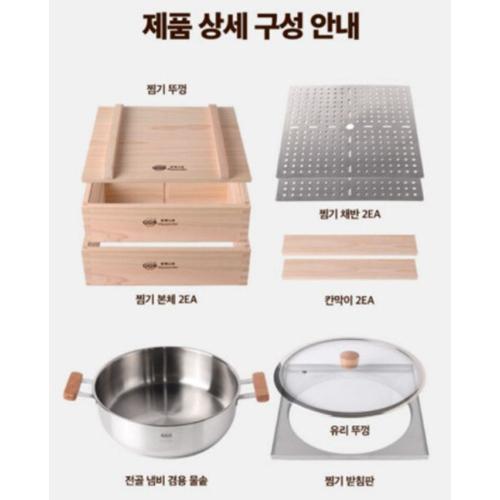 제품 상세 구성 안내
찜기 뚜껑
찜기 채반 2EA
찜기 본체 2EA
칸막이 2EA
유리 뚜껑
전골 냄비 겸용 물솥
찜기 받침판